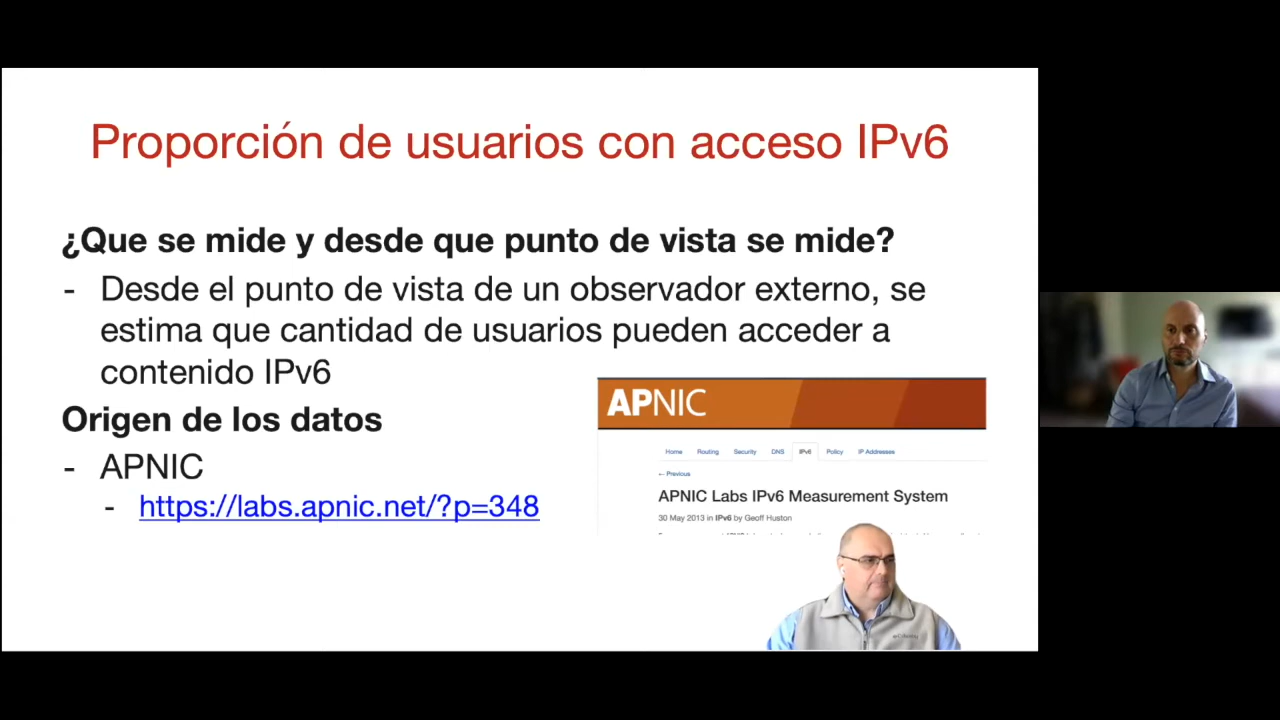 Proporción de usuarios con acceso IPv6
¿Que se mide y desde que punto de vista se mide?
- Desde el punto de vista de un observador externo, se
estima que cantidad de usuarios pueden acceder a
contenido IPv6
Origen de los datos
- APNIC
- https://labs.apnic.net/?p=348
APNIC
Home Routing Security DNS IPv6 Policy IP Addresses
← Previous
APNIC Labs IPv6 Measurement System
30 May 2013 in IPv6 by Geoff Huston